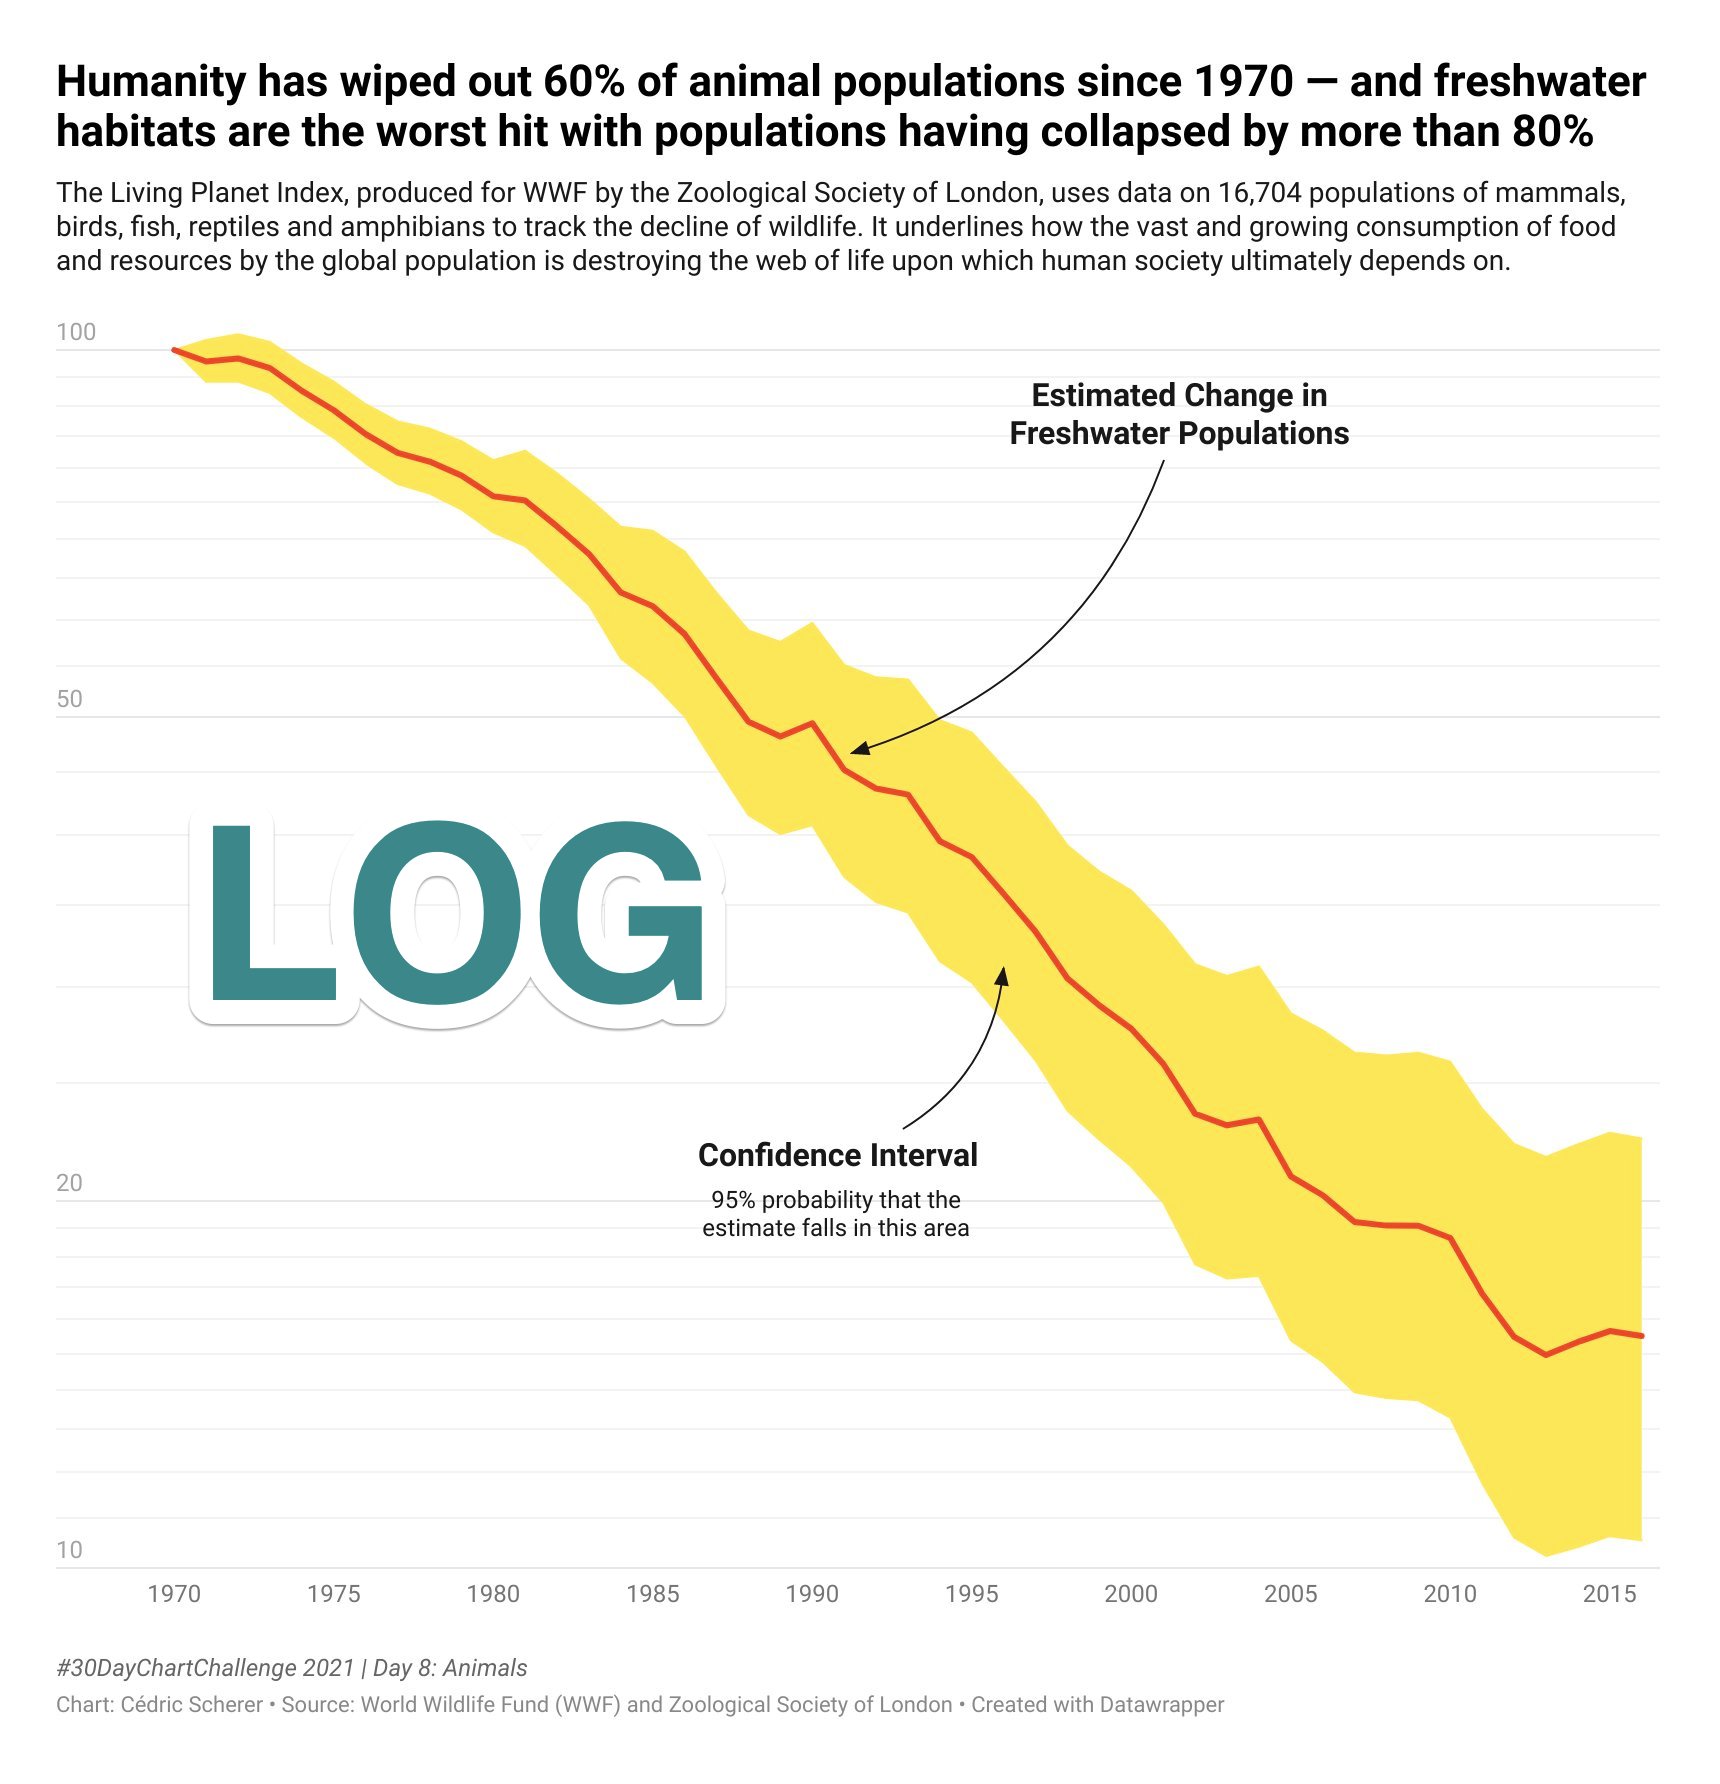 Humanity has wiped out 60% of animal populations since 1970 — and freshwater
habitats are the worst hit with populations having collapsed by more than 80%
The Living Planet Index, produced for WWF by the Zoological Society of London, uses data on 16,704 populations of mammals,
birds, fish, reptiles and amphibians to track the decline of wildlife. It underlines how the vast and growing consumption of food
and resources by the global population is destroying the web of life upon which human society ultimately depends on.
100
Estimated Change in
Freshwater Populations
50
LOG
Confidence Interval
20
95% probability that the
estimate falls in this area
10
1970 1975 1980 1985 1990 1995 2000 2005 2010 2015
#30DayChartChallenge 2021 | Day 8: Animals
Chart: Cédric Scherer • Source: World Wildlife Fund (WWF) and Zoological Society of London • Created with Datawrapper